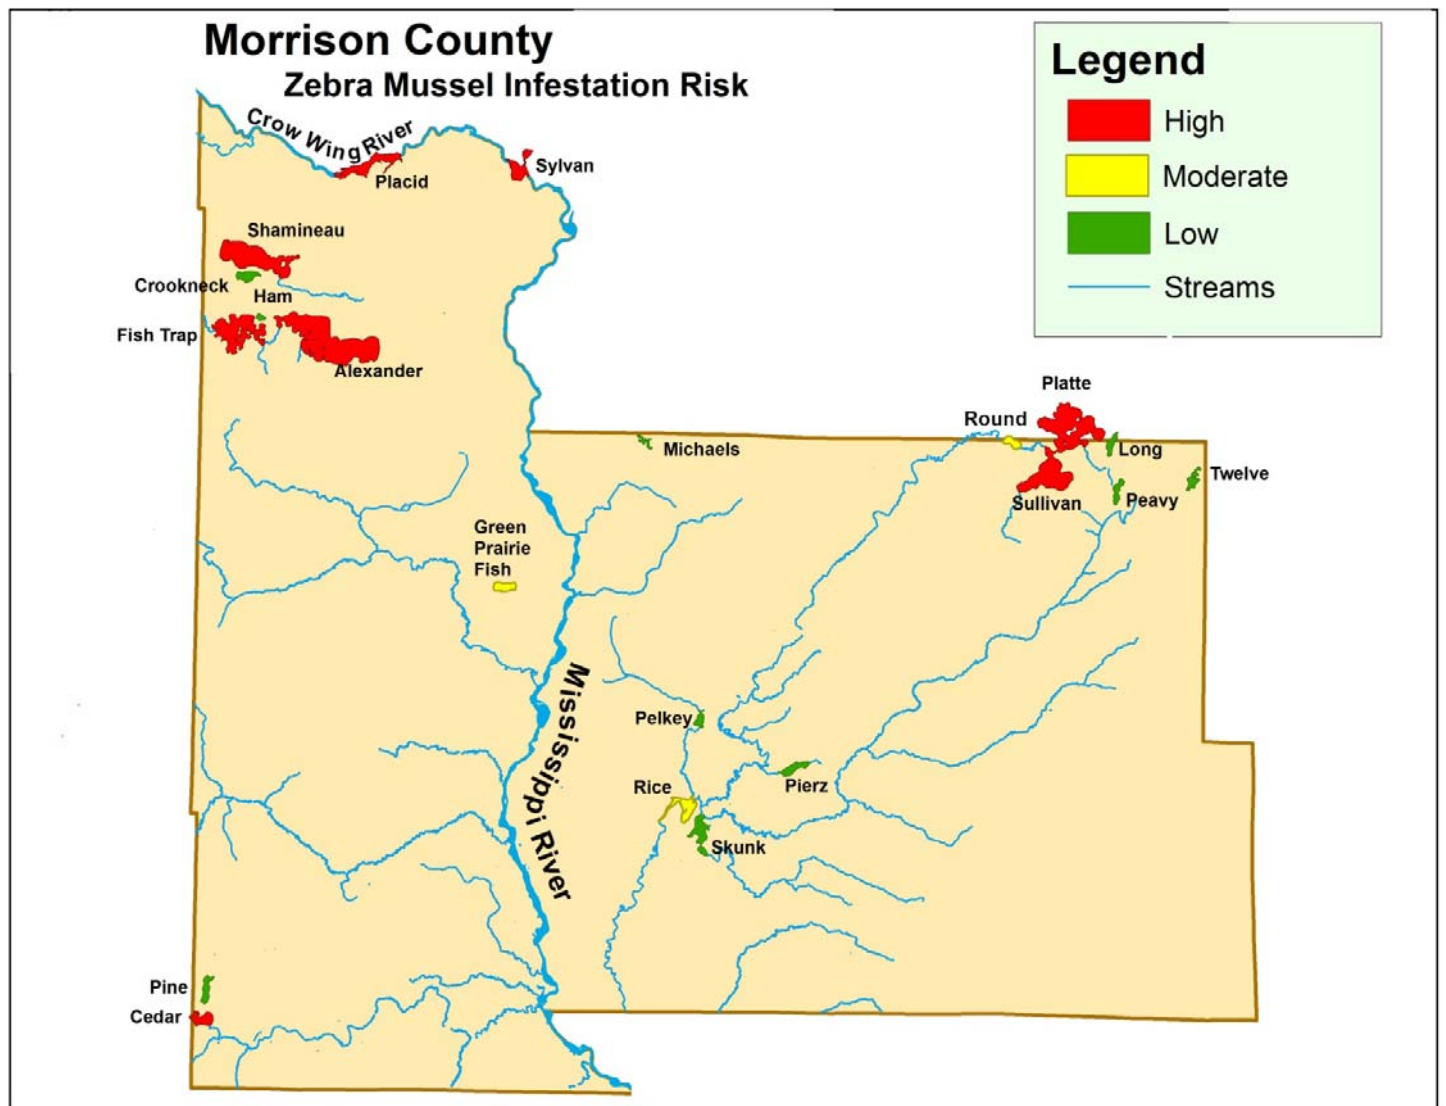 Morrison County
Zebra Mussel Infestation Risk
Legend
High
Moderate
Low
Streams
Crow Wing River
Placid
Sylvan
Shamineau
Crookneck
Ham
Fish Trap
Alexander
Platte
Round
Michaels
Long
Twelve
Sullivan
Peavy
Green
Prairie
Fish
Mississippi River
Pelkey
Rice
Pierz
Skunk
Pine
Cedar